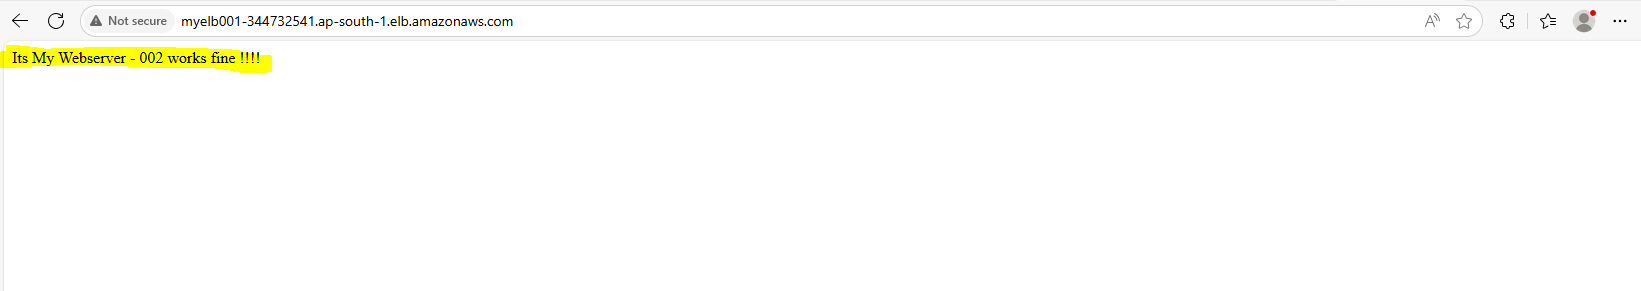 Not secure myelb001-344732541.ap-south-1.elb.amazonaws.com
Its My Webserver - 002 works fine !!!!